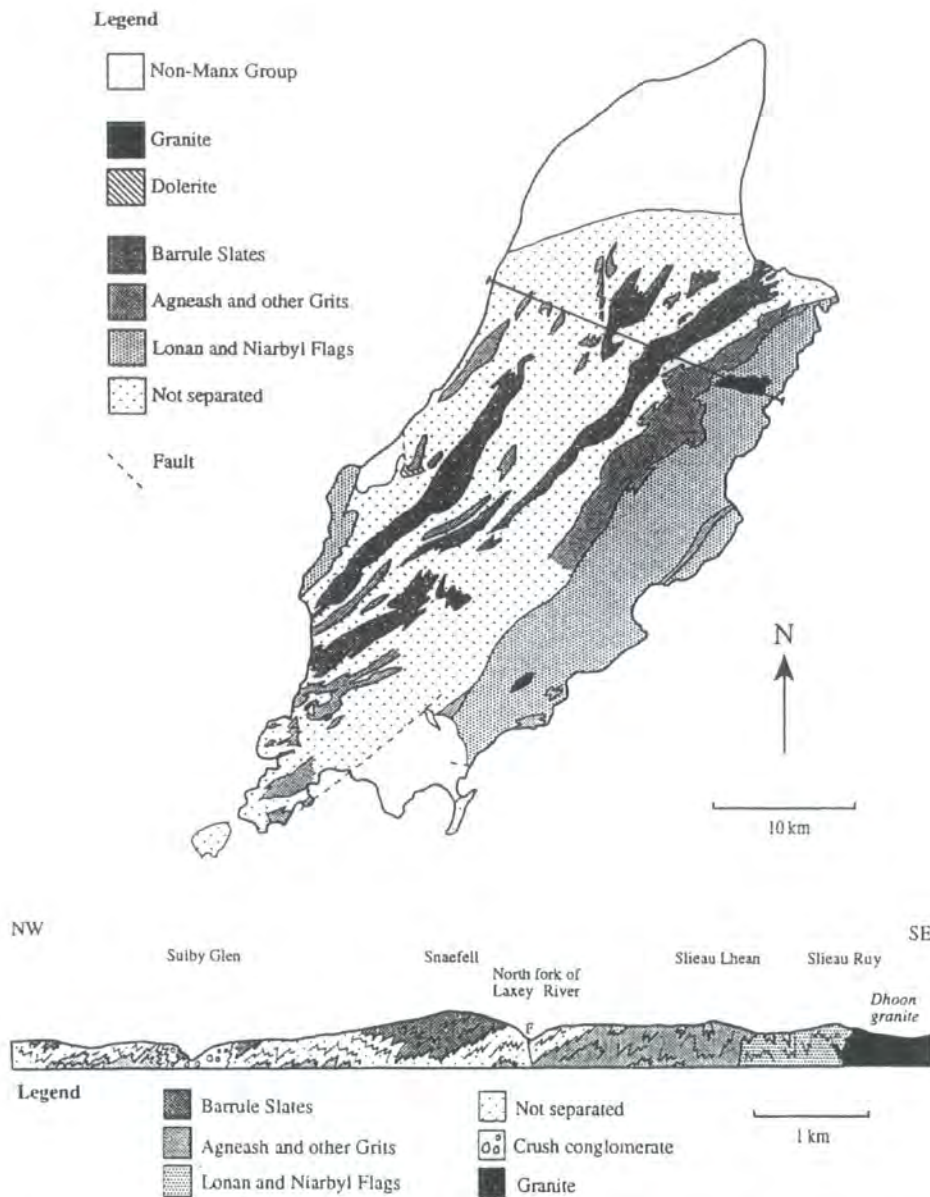 Legend
Non-Manx Group
Granite
Dolerite
Barrule Slates
Agneash and other Grits
Lonan and Niarbyl Flags
Not separated
Fault
N
10 km
NW
SE
Sulby Glen
Snaefell
North fork of
Laxey River
Slieau Lhean
Slieau Ruy
Dhoon
granite
F
Legend
Barrule Slates
Agneash and other Grits
Lonan and Niarbyl Flags
Not separated
Crush conglomerate
Granite
1 km